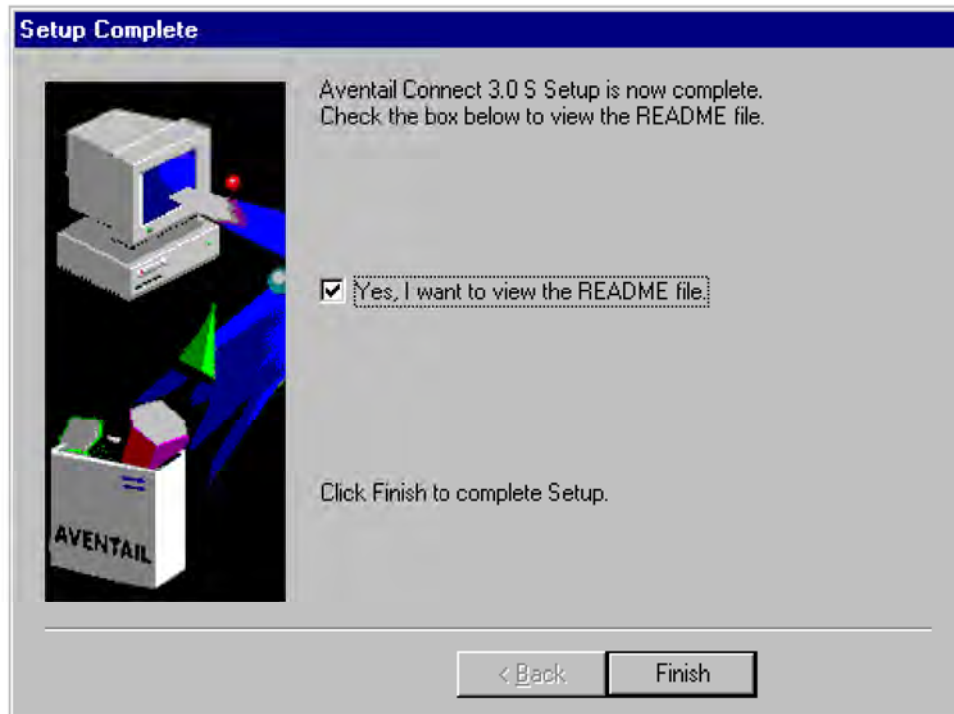 Setup Complete
Aventail Connect 3.0 S Setup is now complete.
Check the box below to view the README file.
Yes, I want to view the README file.
AVENTAIL
Click Finish to complete Setup.
< Back
Finish